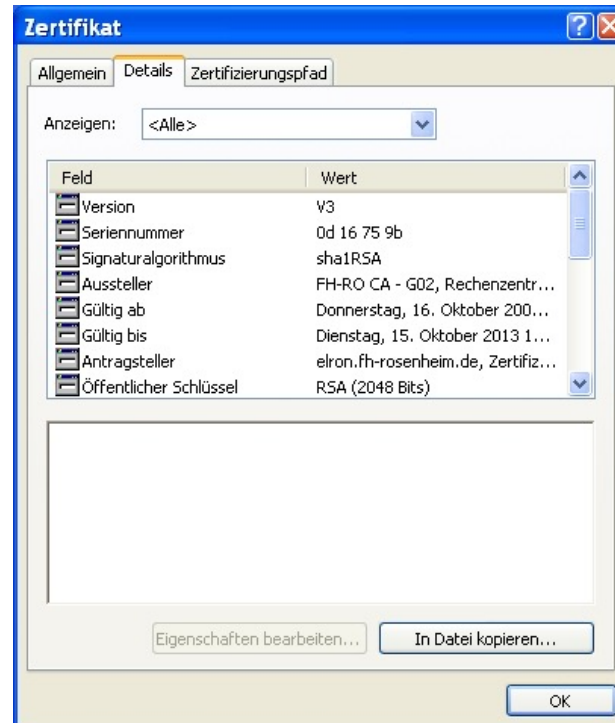 Zertifikat
Allgemein Details Zertifizierungspfad
Anzeigen: <Alle>
Feld Wert
Version V3
Seriennummer 0d 16 75 9b
Signaturalgorithmus sha1RSA
Aussteller FH-RO CA - G02, Rechenzentr...
Gültig ab Donnerstag, 16. Oktober 200...
Gültig bis Dienstag, 15. Oktober 2013 1...
Antragsteller elron.fh-rosenheim.de, Zertifiz...
Öffentlicher Schlüssel RSA (2048 Bits)
Eigenschaften bearbeiten... In Datei kopieren...
OK